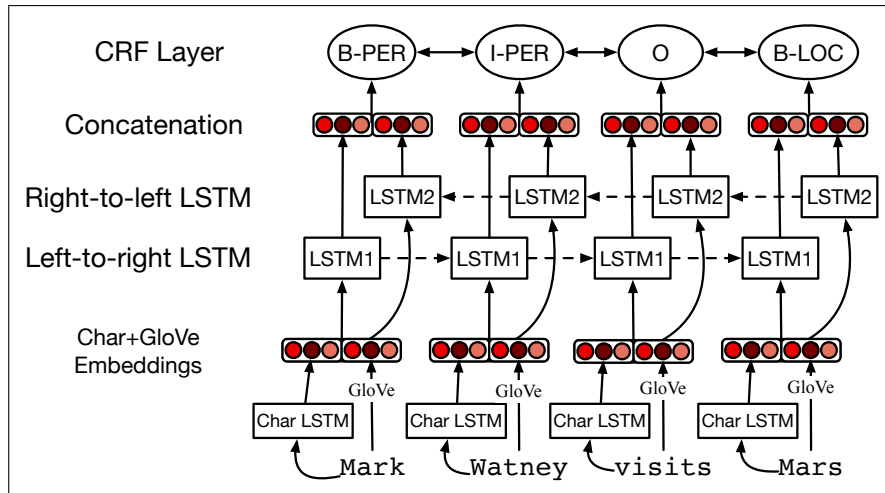 CRF Layer B-PER I-PER O B-LOC
Concatenation
Right-to-left LSTM LSTM2 LSTM2 LSTM2 LSTM2
Left-to-right LSTM LSTM1 LSTM1 LSTM1 LSTM1
Char+GloVe
Embeddings
GloVe GloVe GloVe GloVe
Char LSTM Char LSTM Char LSTM Char LSTM
Mark Watney visits Mars